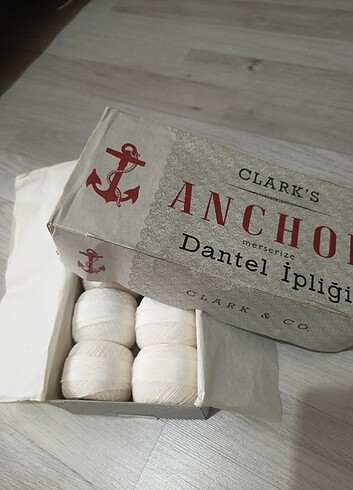 CLARK'S
ANCHO
merserize
Dantel İpliği
CLARK & CO.